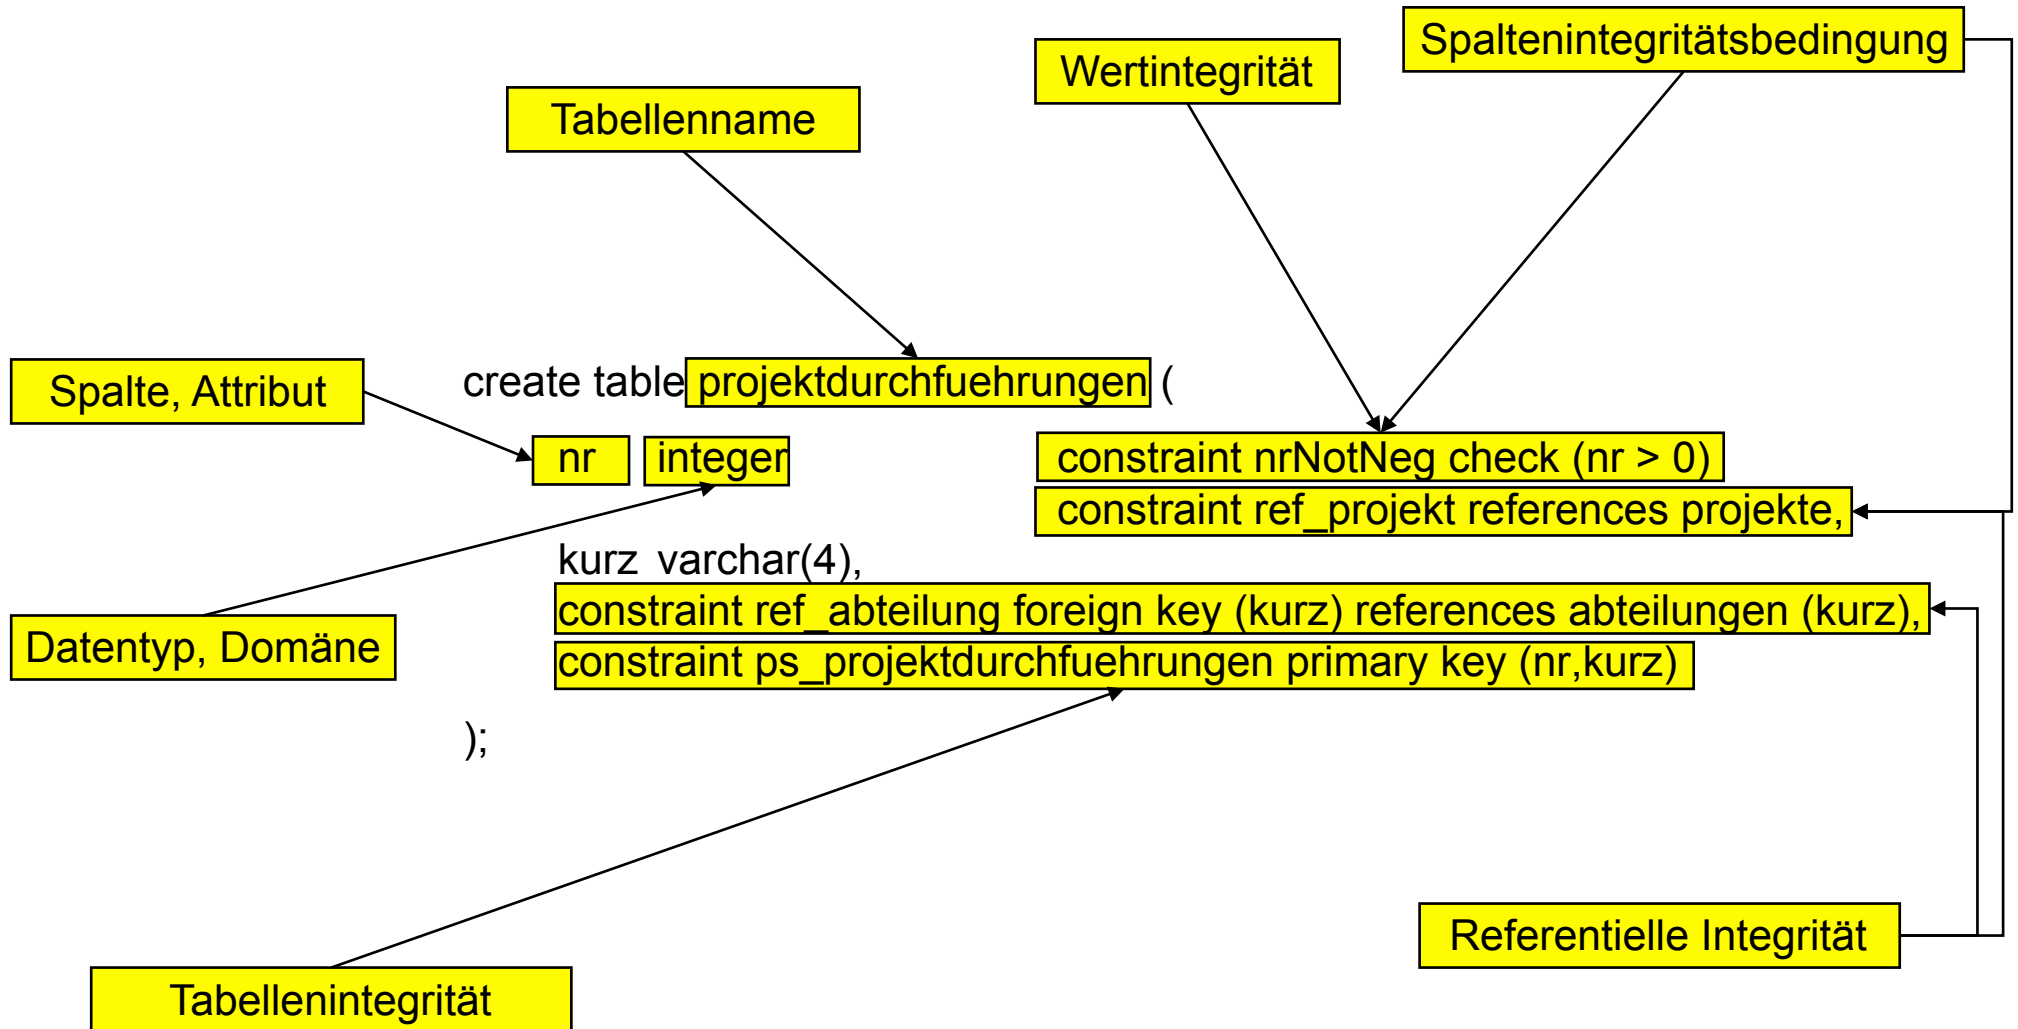 Spaltenintegritätsbedingung
Wertintegrität
Tabellenname
Spalte, Attribut
create table projektdurchfuehrungen (
nr integer constraint nrNotNeg check (nr > 0)
constraint ref_projekt references projekte,
kurz varchar(4),
constraint ref_abteilung foreign key (kurz) references abteilungen (kurz),
Datentyp, Domäne
constraint ps_projektdurchfuehrungen primary key (nr,kurz)
);
Referentielle Integrität
Tabellenintegrität